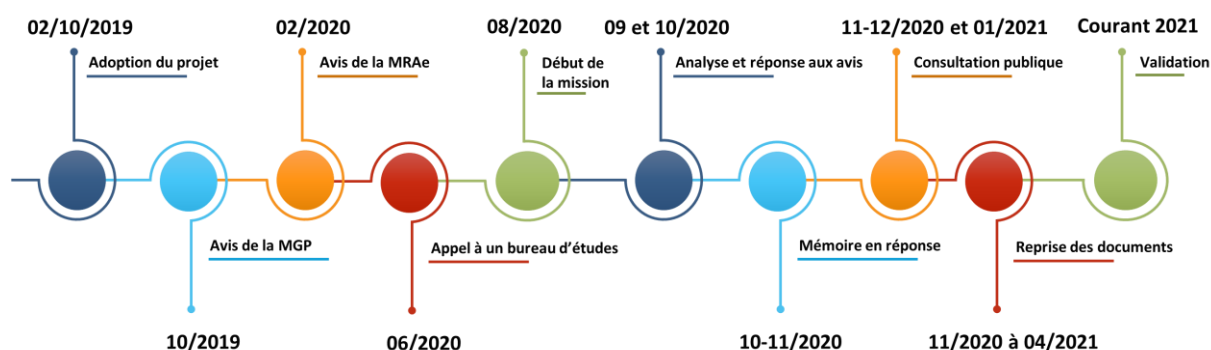 02/10/2019
Adoption du projet
10/2019
Avis de la MGP
02/2020
Avis de la MRAe
06/2020
Appel à un bureau d'études
08/2020
Début de
la mission
09 et 10/2020
Analyse et réponse aux avis
10-11/2020
Mémoire en réponse
11-12/2020 et 01/2021
Consultation publique
11/2020 à 04/2021
Reprise des documents
Courant 2021
Validation